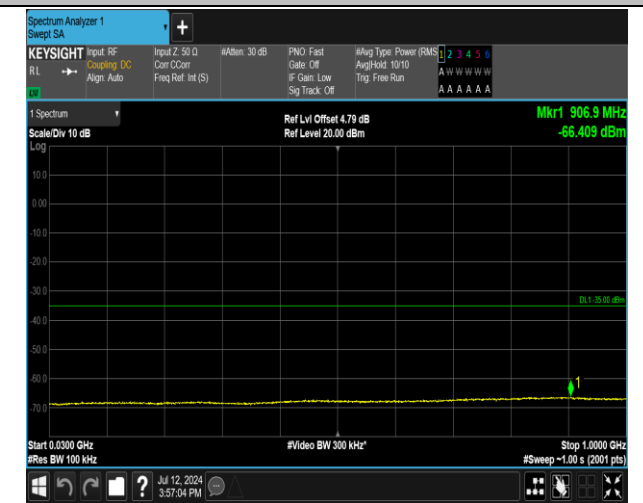 Spectrum Analyzer 1
Swept SA
+
KEYSIGHT Input: RF Input Z: 50 Ω #Atten: 30 dB PNO: Fast #Avg Type: Power (RMS 1 2 3 4 5 6
RL Coupling: DC Corr CCorr Gate: Off Avg|Hold: 10/10 A W W W W W
Align: Auto Freq Ref: Int (S) IF Gain: Low Trig: Free Run
Sig Track: Off A A A A A A
1 Spectrum Ref Lvl Offset 4.79 dB Mkr1 906.9 MHz
Scale/Div 10 dB Ref Level 20.00 dBm -66.409 dBm
Log
10.0
0.00
-10.0
-20.0
-30.0
DL1 -35.00 dBm
-40.0
-50.0
-60.0
1
-70.0
Start 0.0300 GHz #Video BW 300 kHz* Stop 1.0000 GHz
#Res BW 100 kHz #Sweep ~1.00 s (2001 pts)
? Jul 12, 2024
3:57:04 PM